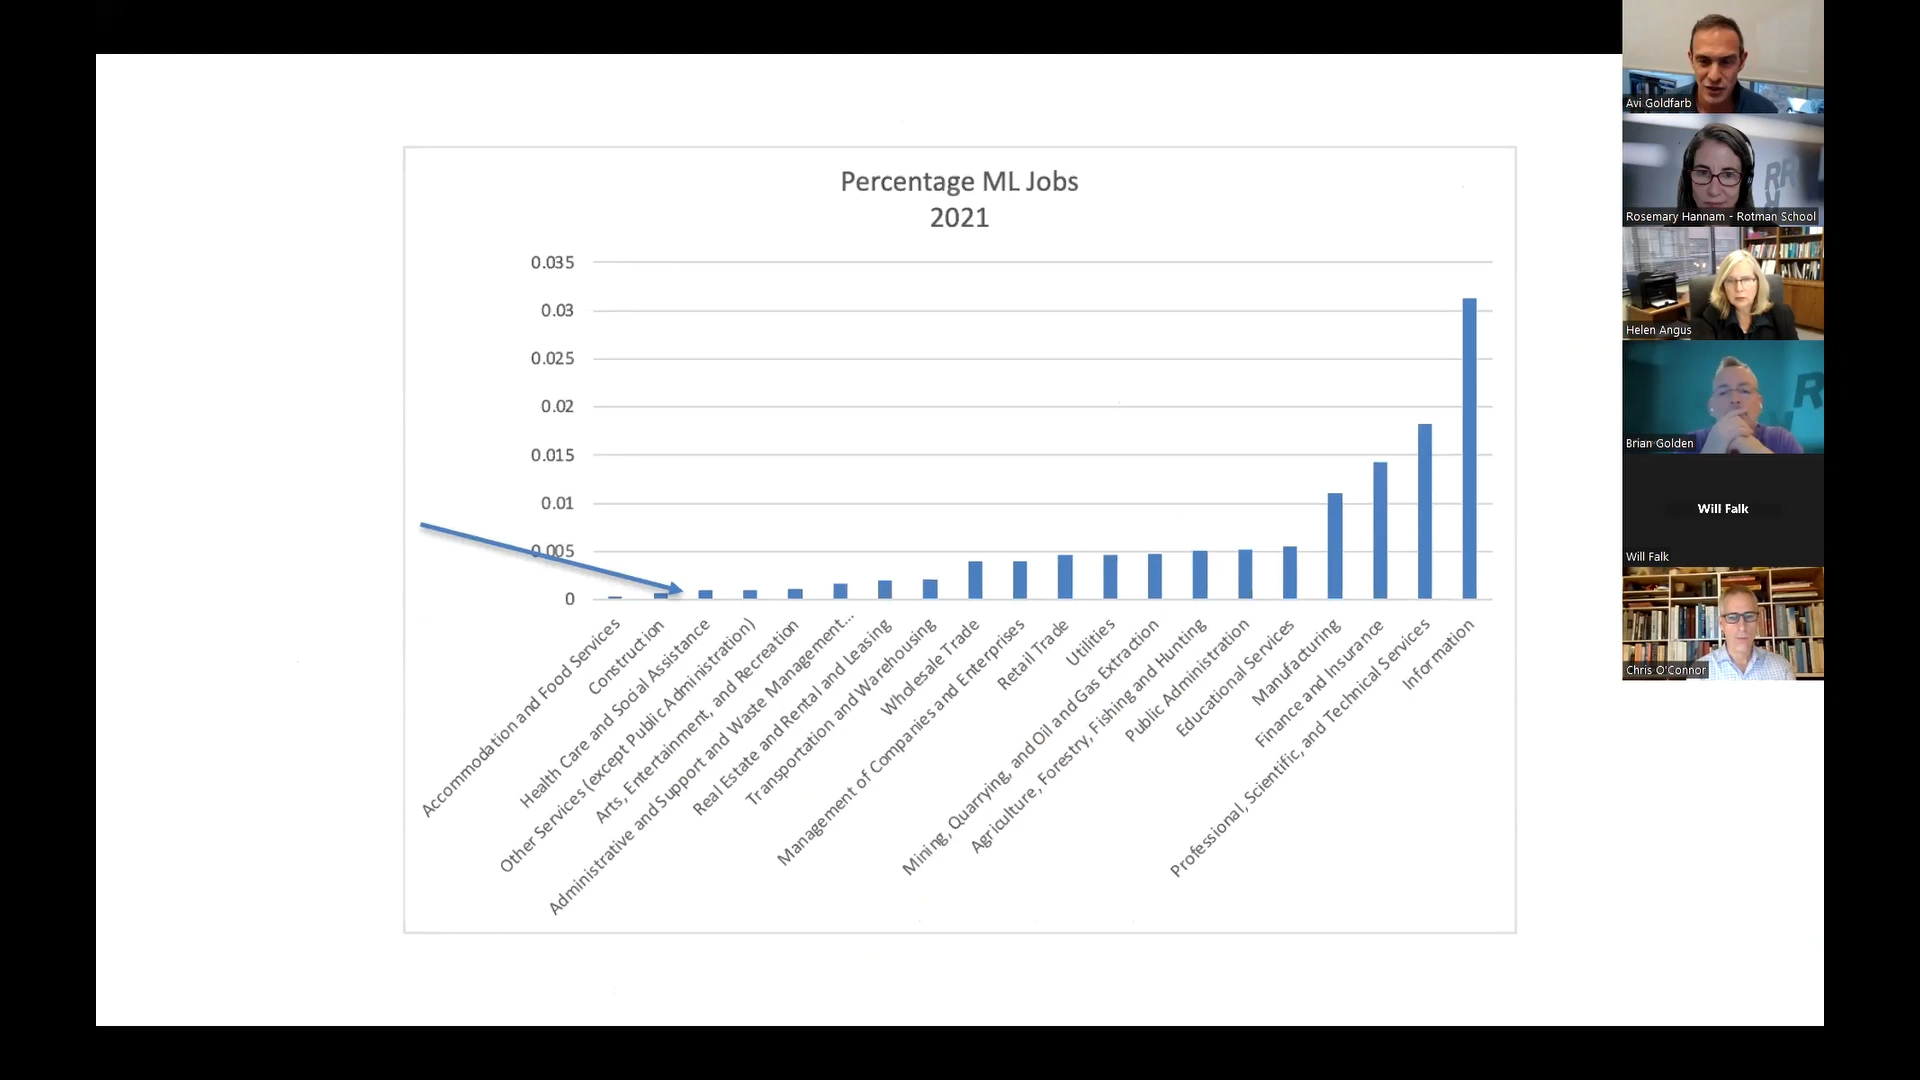 Percentage ML Jobs
2021
0.035
0.03
0.025
0.02
0.015
0.01
0.005
0
Accommodation and Food Services
Construction
Health Care and Social Assistance
Other Services (except Public Administration)
Arts, Entertainment, and Recreation
Administrative and Support and Waste Management...
Real Estate and Rental and Leasing
Transportation and Warehousing
Wholesale Trade
Management of Companies and Enterprises
Retail Trade
Utilities
Mining, Quarrying, and Oil and Gas Extraction
Agriculture, Forestry, Fishing and Hunting
Public Administration
Educational Services
Manufacturing
Finance and Insurance
Professional, Scientific, and Technical Services
Information
Avi Goldfarb
Rosemary Hannam - Rotman School
Helen Angus
Brian Golden
Will Falk
Will Falk
Chris O'Connor